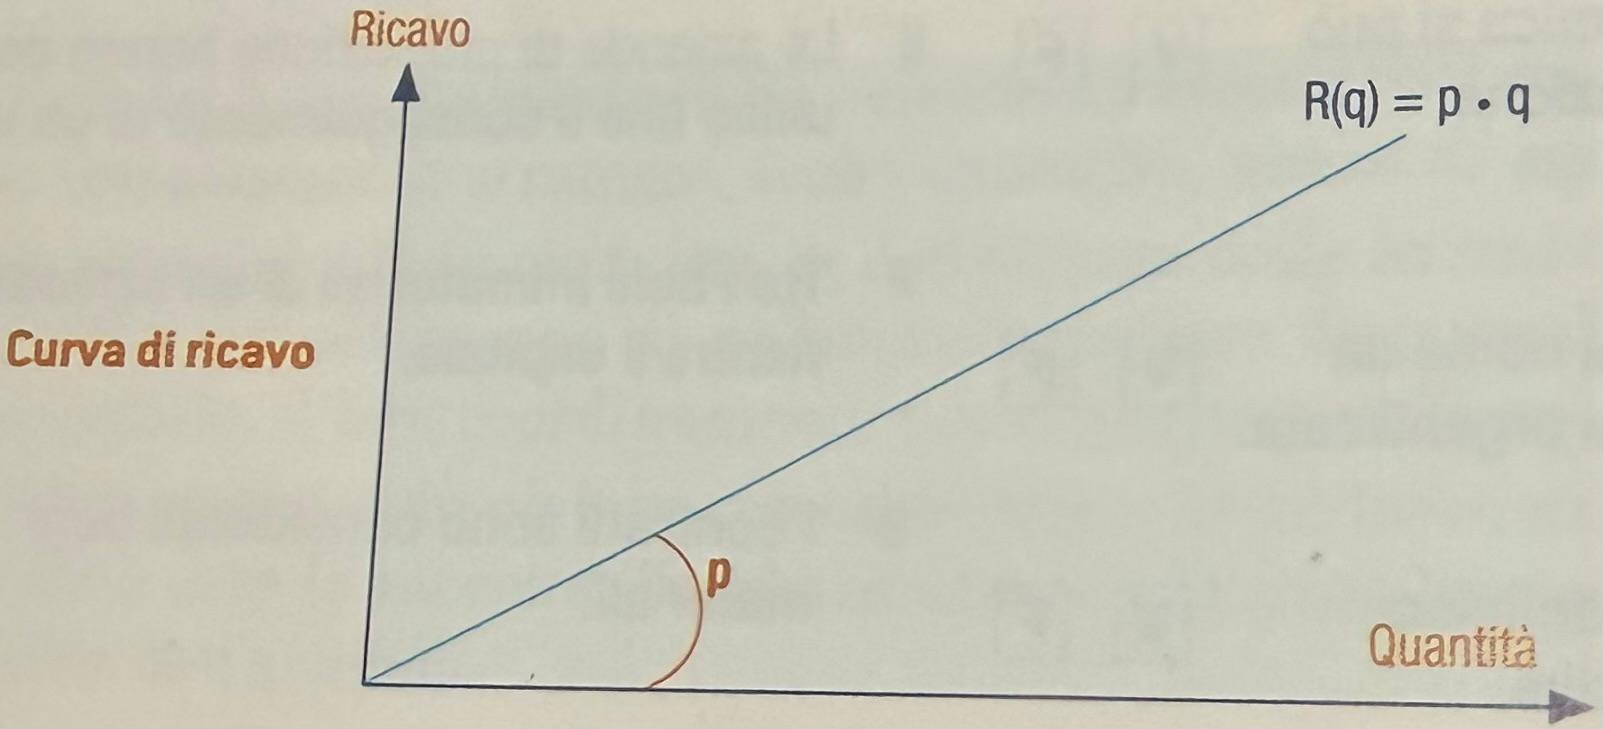 Ricavo
R(q) = p • q
Curva di ricavo
p
Quantità